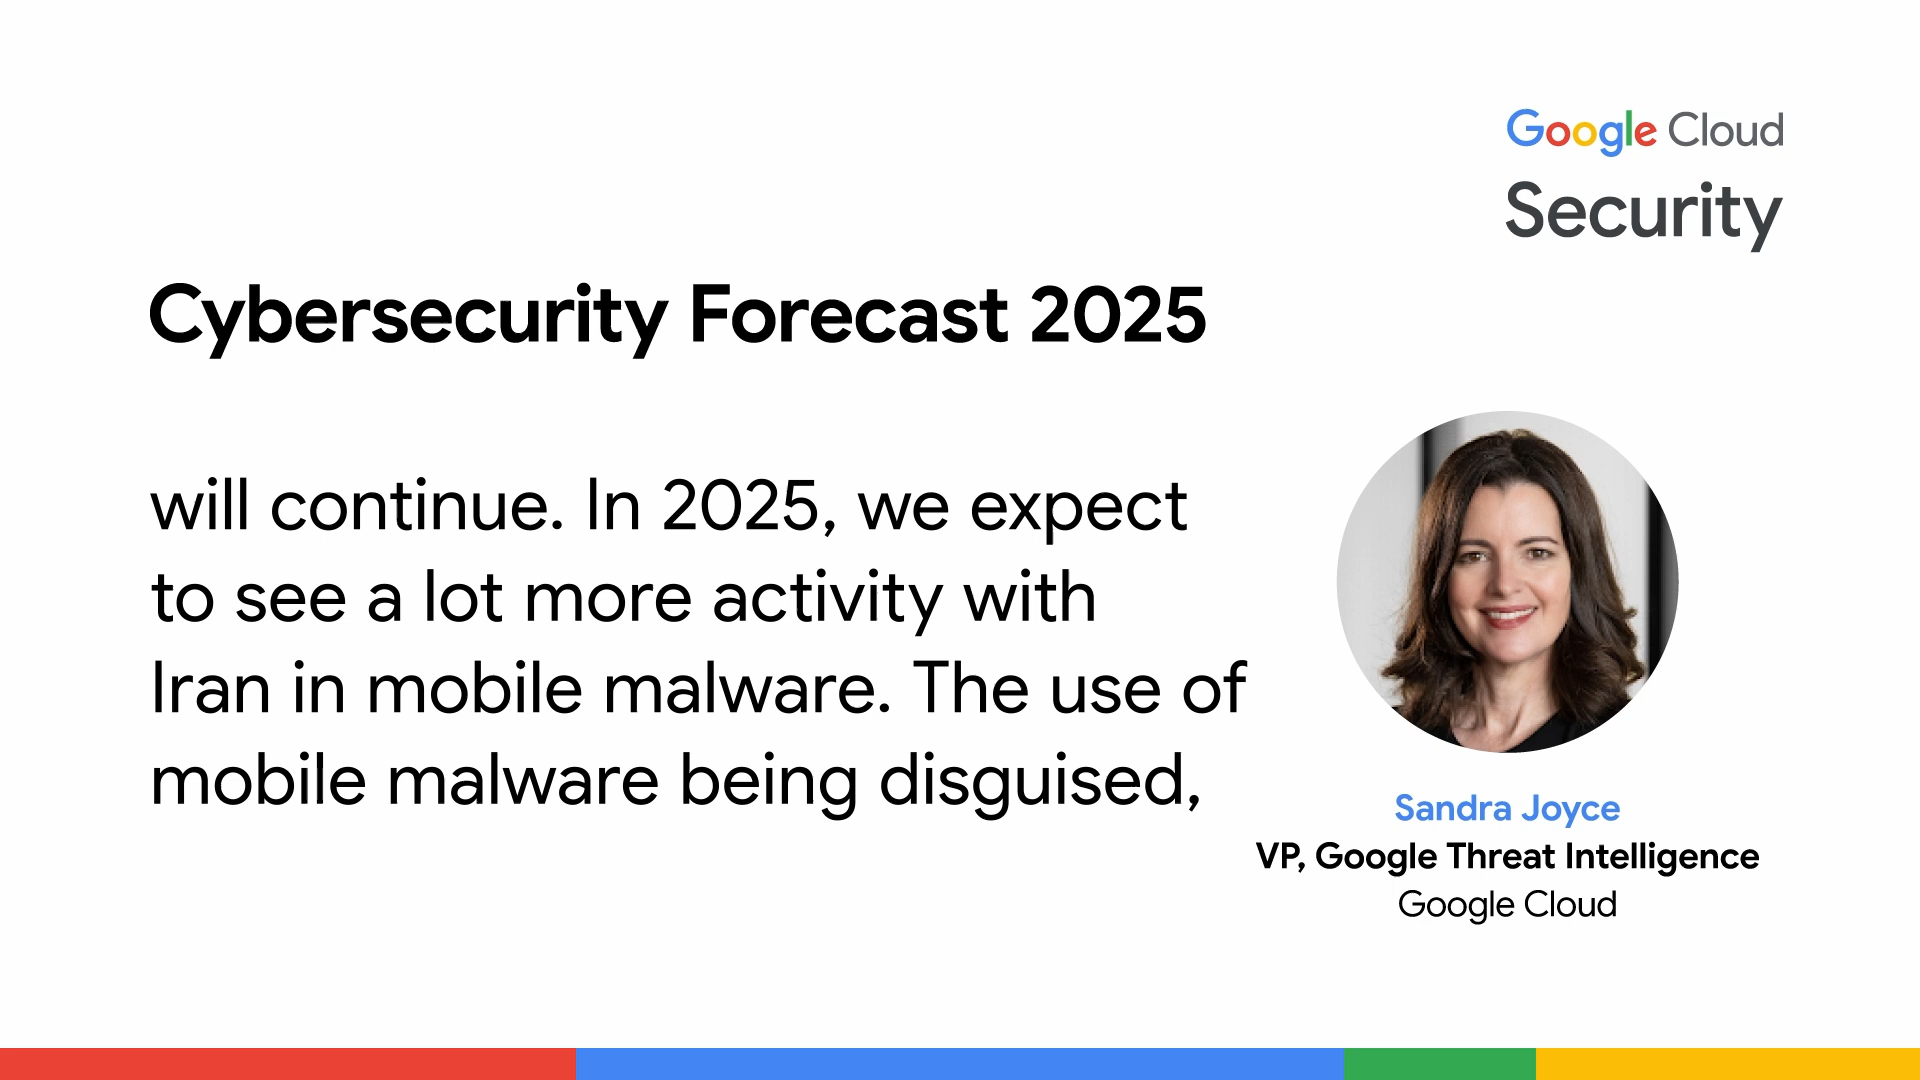 Google Cloud
Security
Cybersecurity Forecast 2025
will continue. In 2025, we expect
to see a lot more activity with
Iran in mobile malware. The use of
mobile malware being disguised,
Sandra Joyce
VP, Google Threat Intelligence
Google Cloud